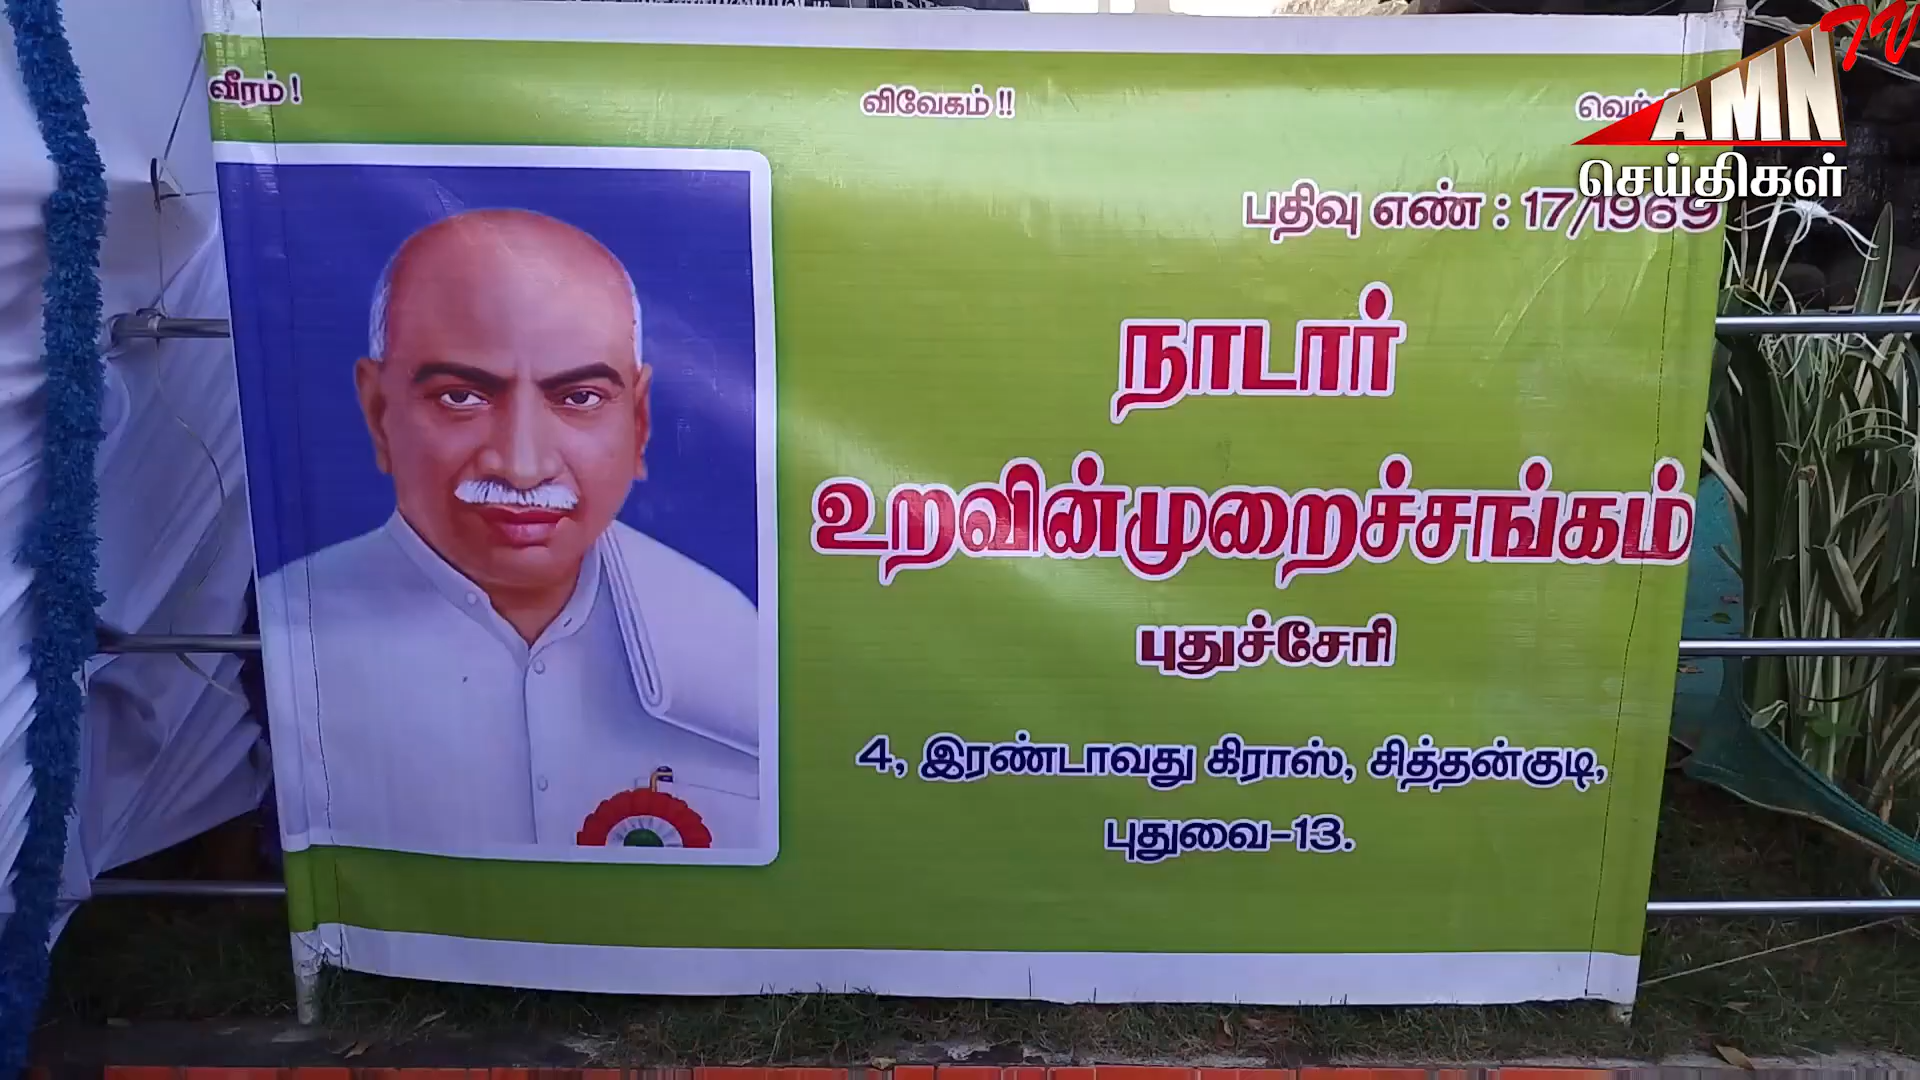 வீரம் ! விவேகம் !!
AMN TV
செய்திகள்
பதிவு எண் : 17/1969
நாடார்
உறவின்முறைச்சங்கம்
புதுச்சேரி
4, இரண்டாவது கிராஸ், சித்தன்குடி,
புதுவை-13.